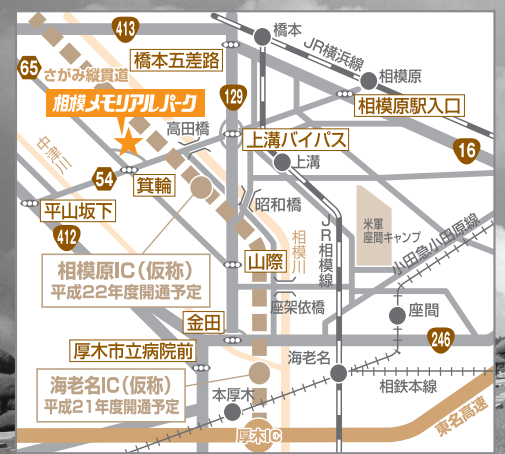 413
橋本
JR横浜線
橋本五差路
65
さがみ縦貫道
相模原
相模メモリアルパーク
129
相模原駅入口
高田橋
上溝バイパス
16
中津川
上溝
54
箕輪
昭和橋
平山坂下
412
相模川
JR相模線
米軍
座間キャンプ
小田急小田原線
山際
相模原IC(仮称)
平成22年度開通予定
座架依橋
座間
金田
246
厚木市立病院前
海老名
海老名IC(仮称)
平成21年度開通予定
相鉄本線
本厚木
東名高速
厚木IC